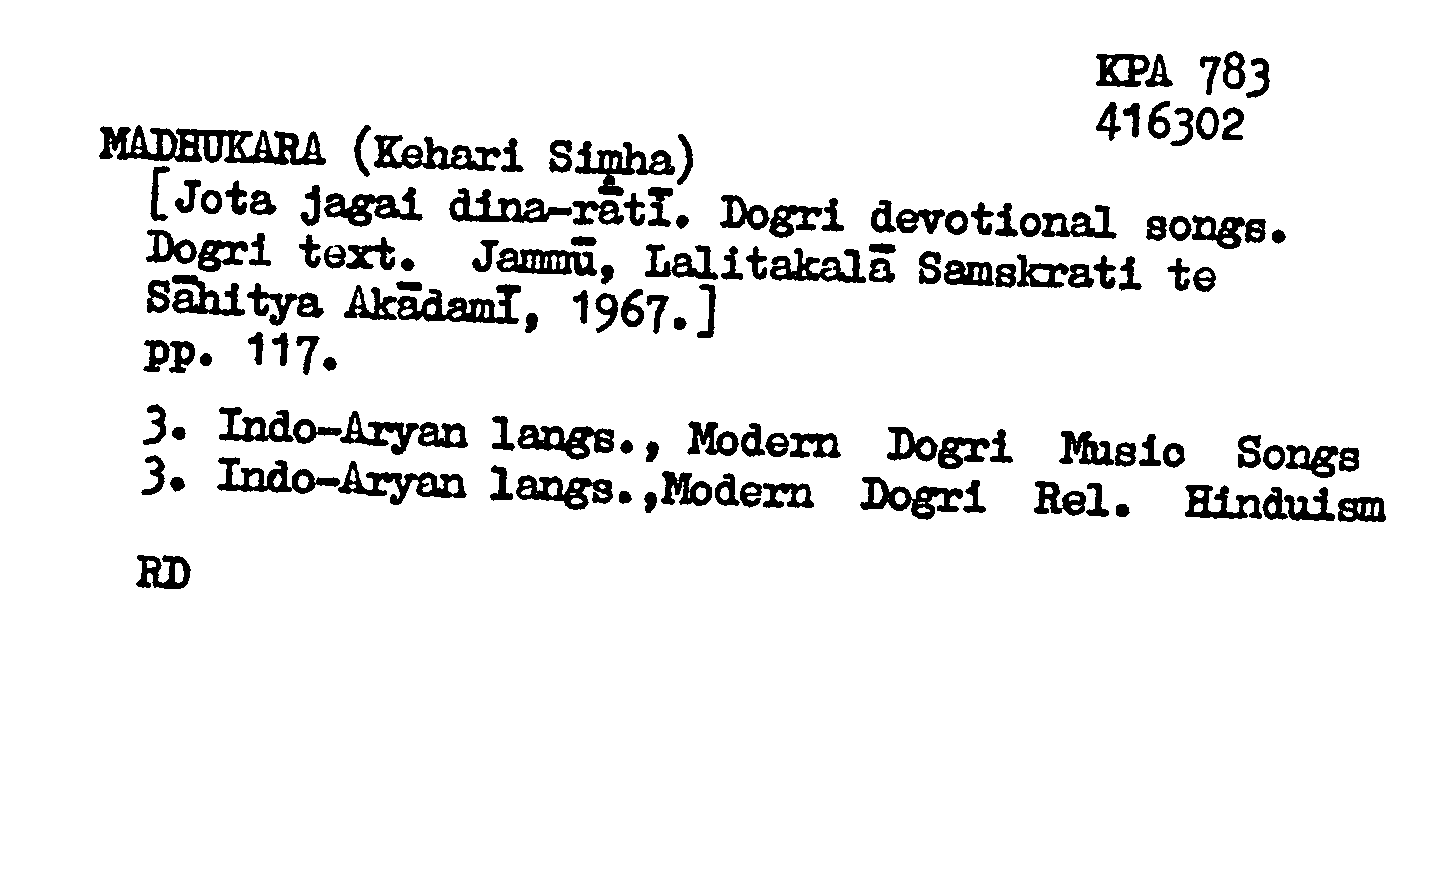 KPA 783
416302
MADHUKARA (Kehari Siṃha)
[Jota jagai dina-rātī. Dogri devotional songs.
Dogri text. Jammū, Lalitakalā Samskrati te
Sāhitya Akādamī, 1967.]
pp. 117.
3. Indo-Aryan langs., Modern Dogri Music Songs
3. Indo-Aryan langs.,Modern Dogri Rel. Hinduism
RD